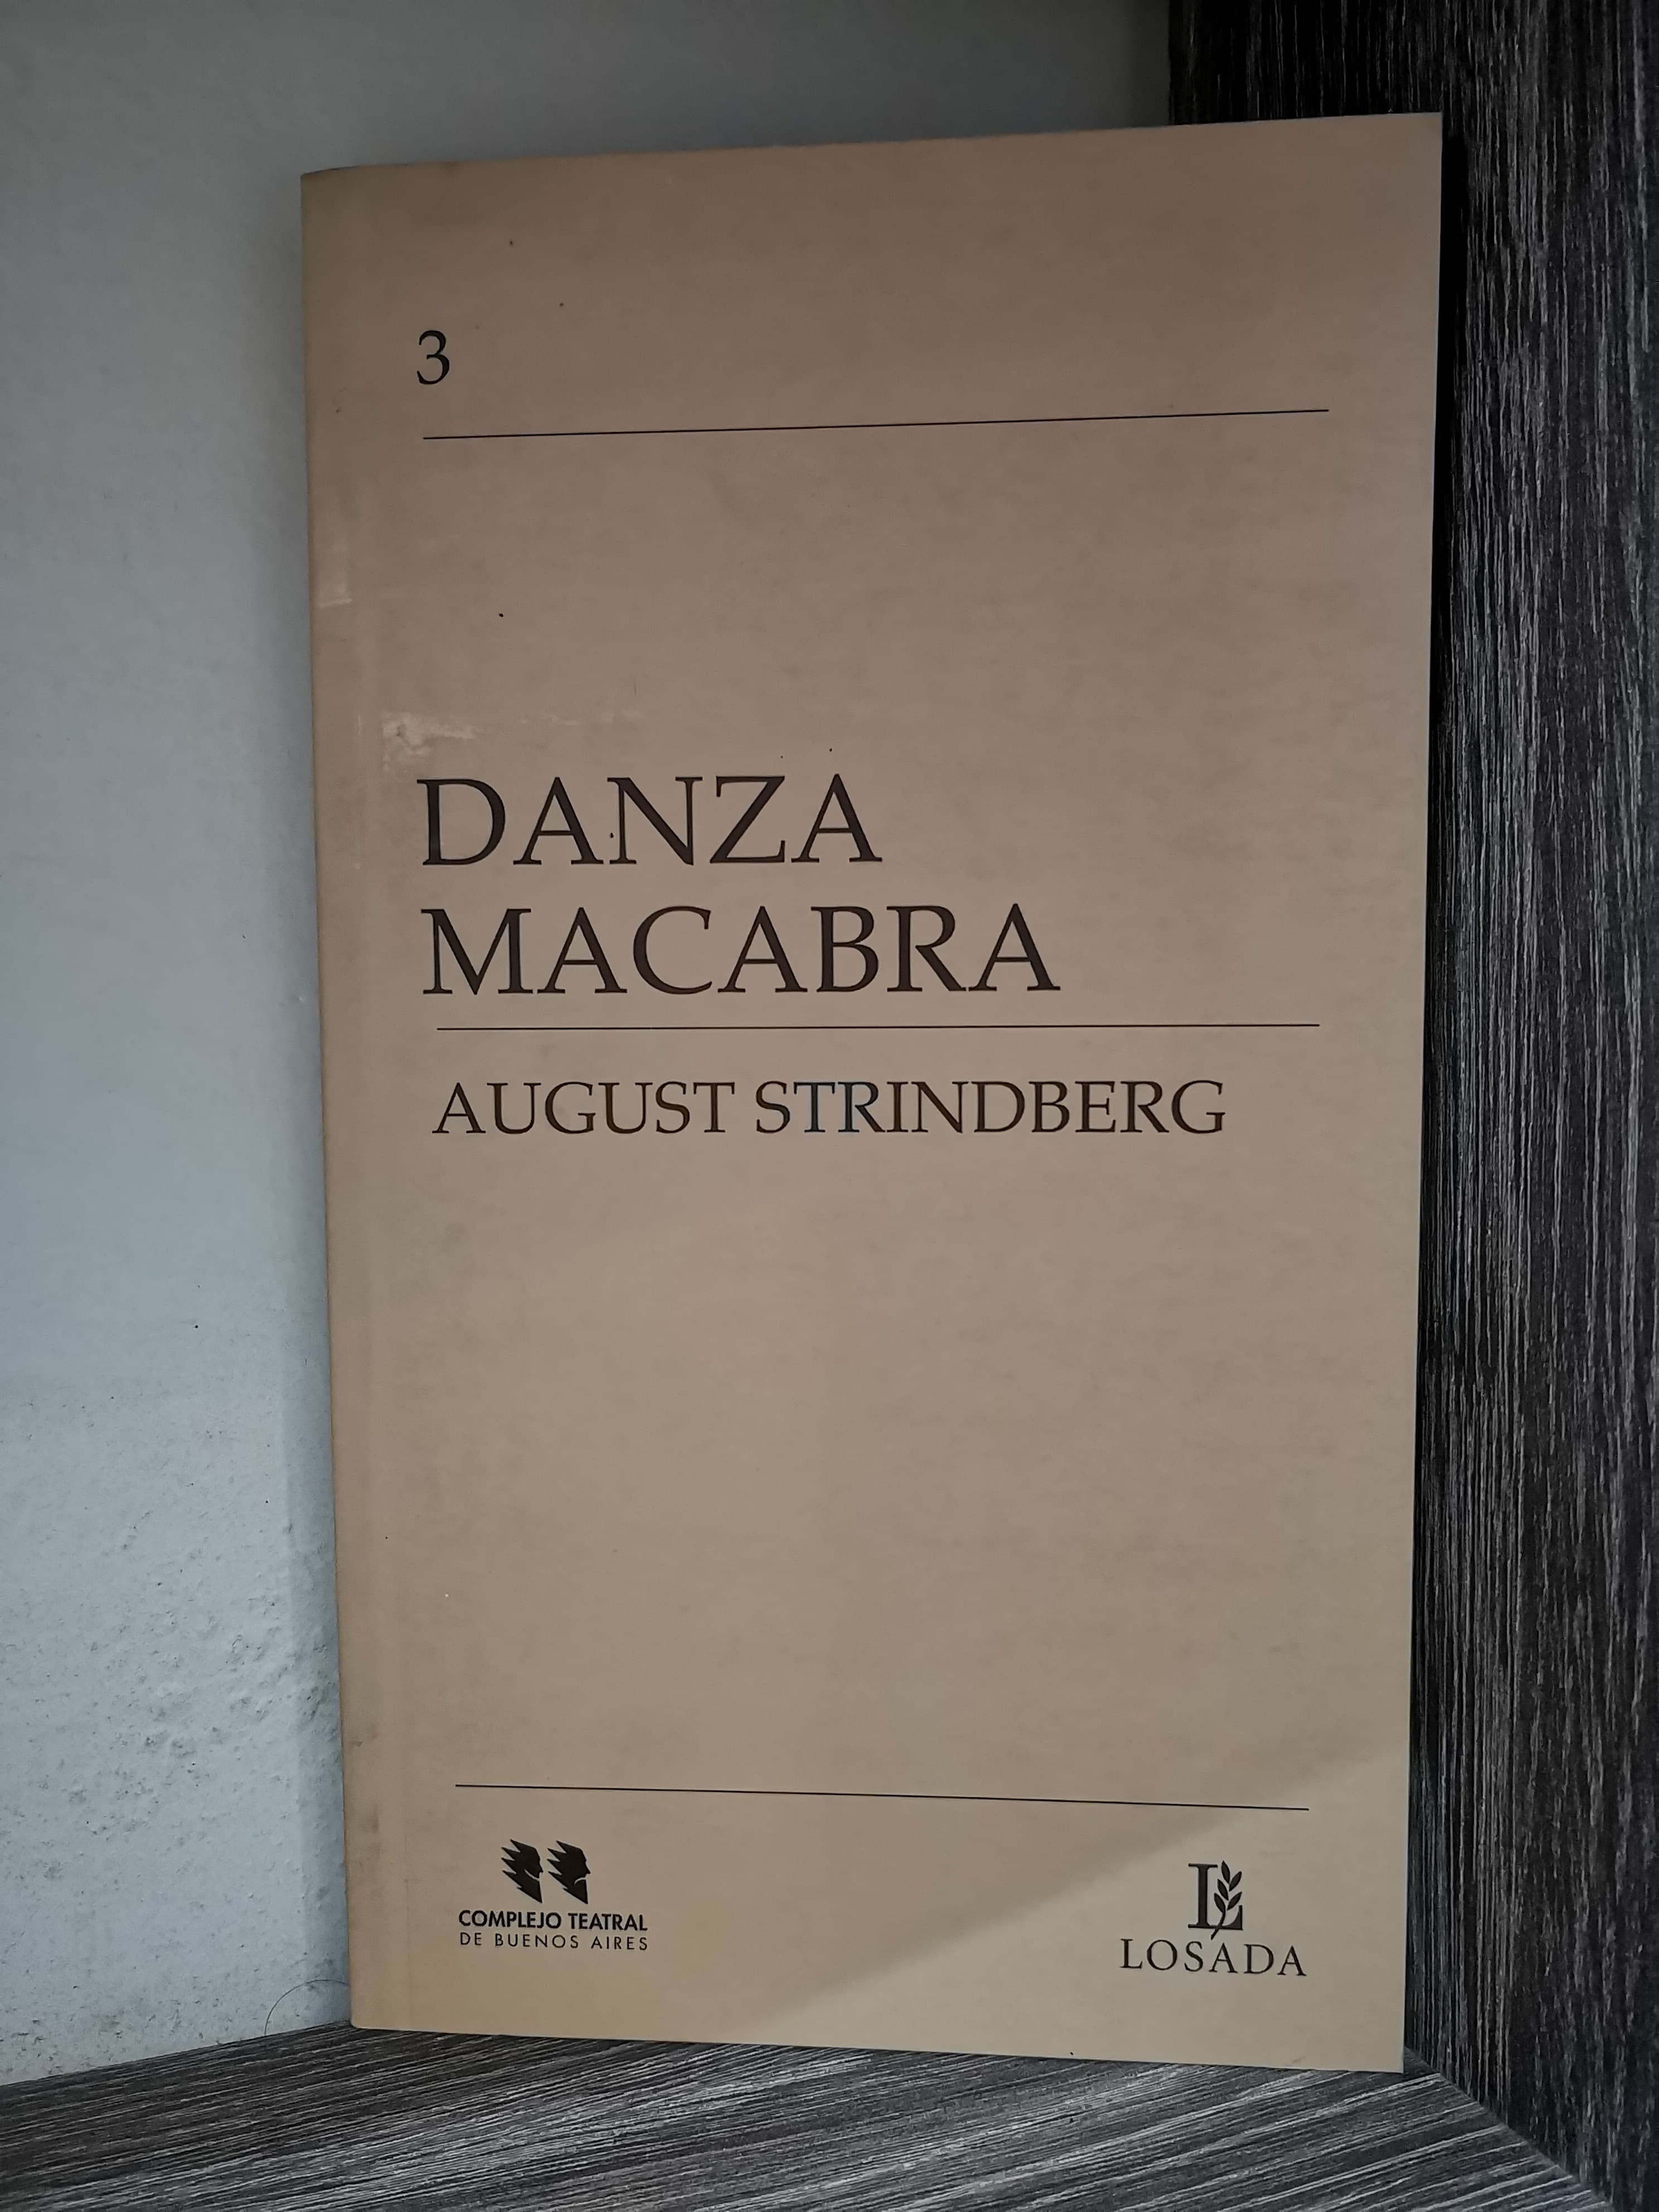 3
DANZA
MACABRA
AUGUST STRINDBERG
COMPLEJO TEATRAL
DE BUENOS AIRES
L
LOSADA